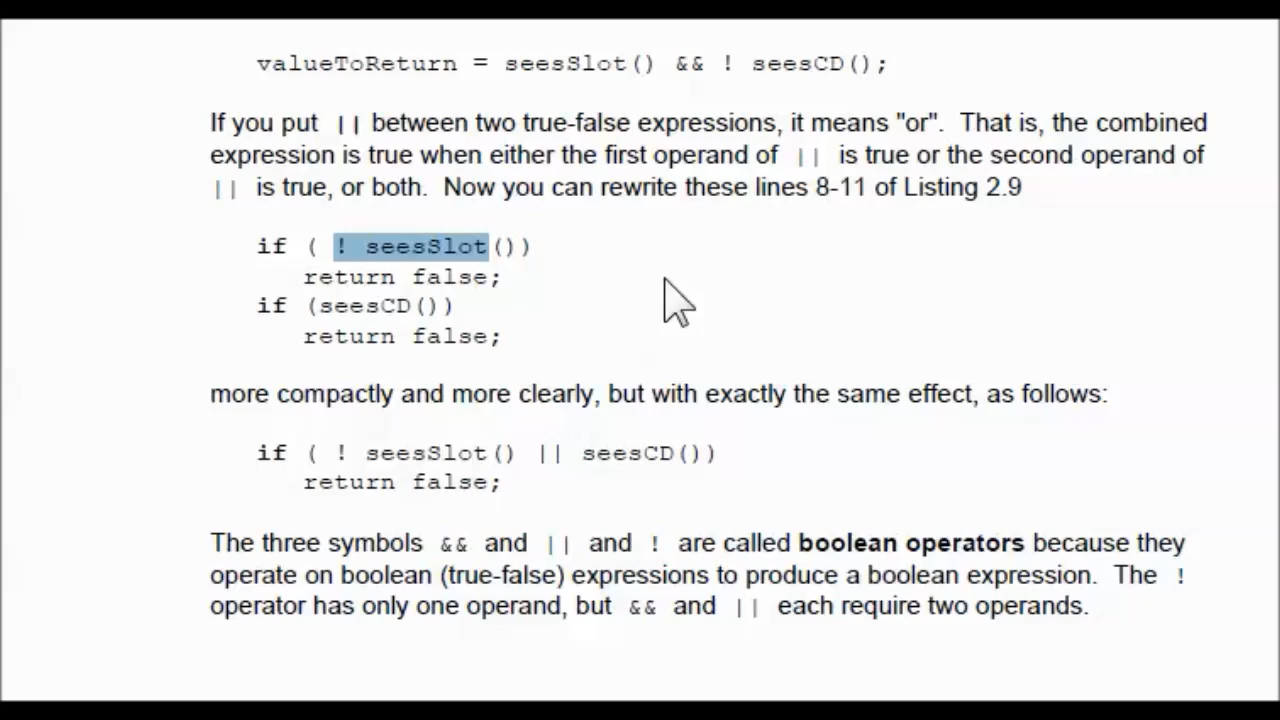 valueToReturn = seesSlot() && ! seesCD();
If you put || between two true-false expressions, it means "or". That is, the combined
expression is true when either the first operand of || is true or the second operand of
|| is true, or both. Now you can rewrite these lines 8-11 of Listing 2.9
if ( ! seesSlot())
return false;
if (seesCD())
return false;
more compactly and more clearly, but with exactly the same effect, as follows:
if ( ! seesSlot() || seesCD())
return false;
The three symbols && and || and ! are called boolean operators because they
operate on boolean (true-false) expressions to produce a boolean expression. The !
operator has only one operand, but && and || each require two operands.